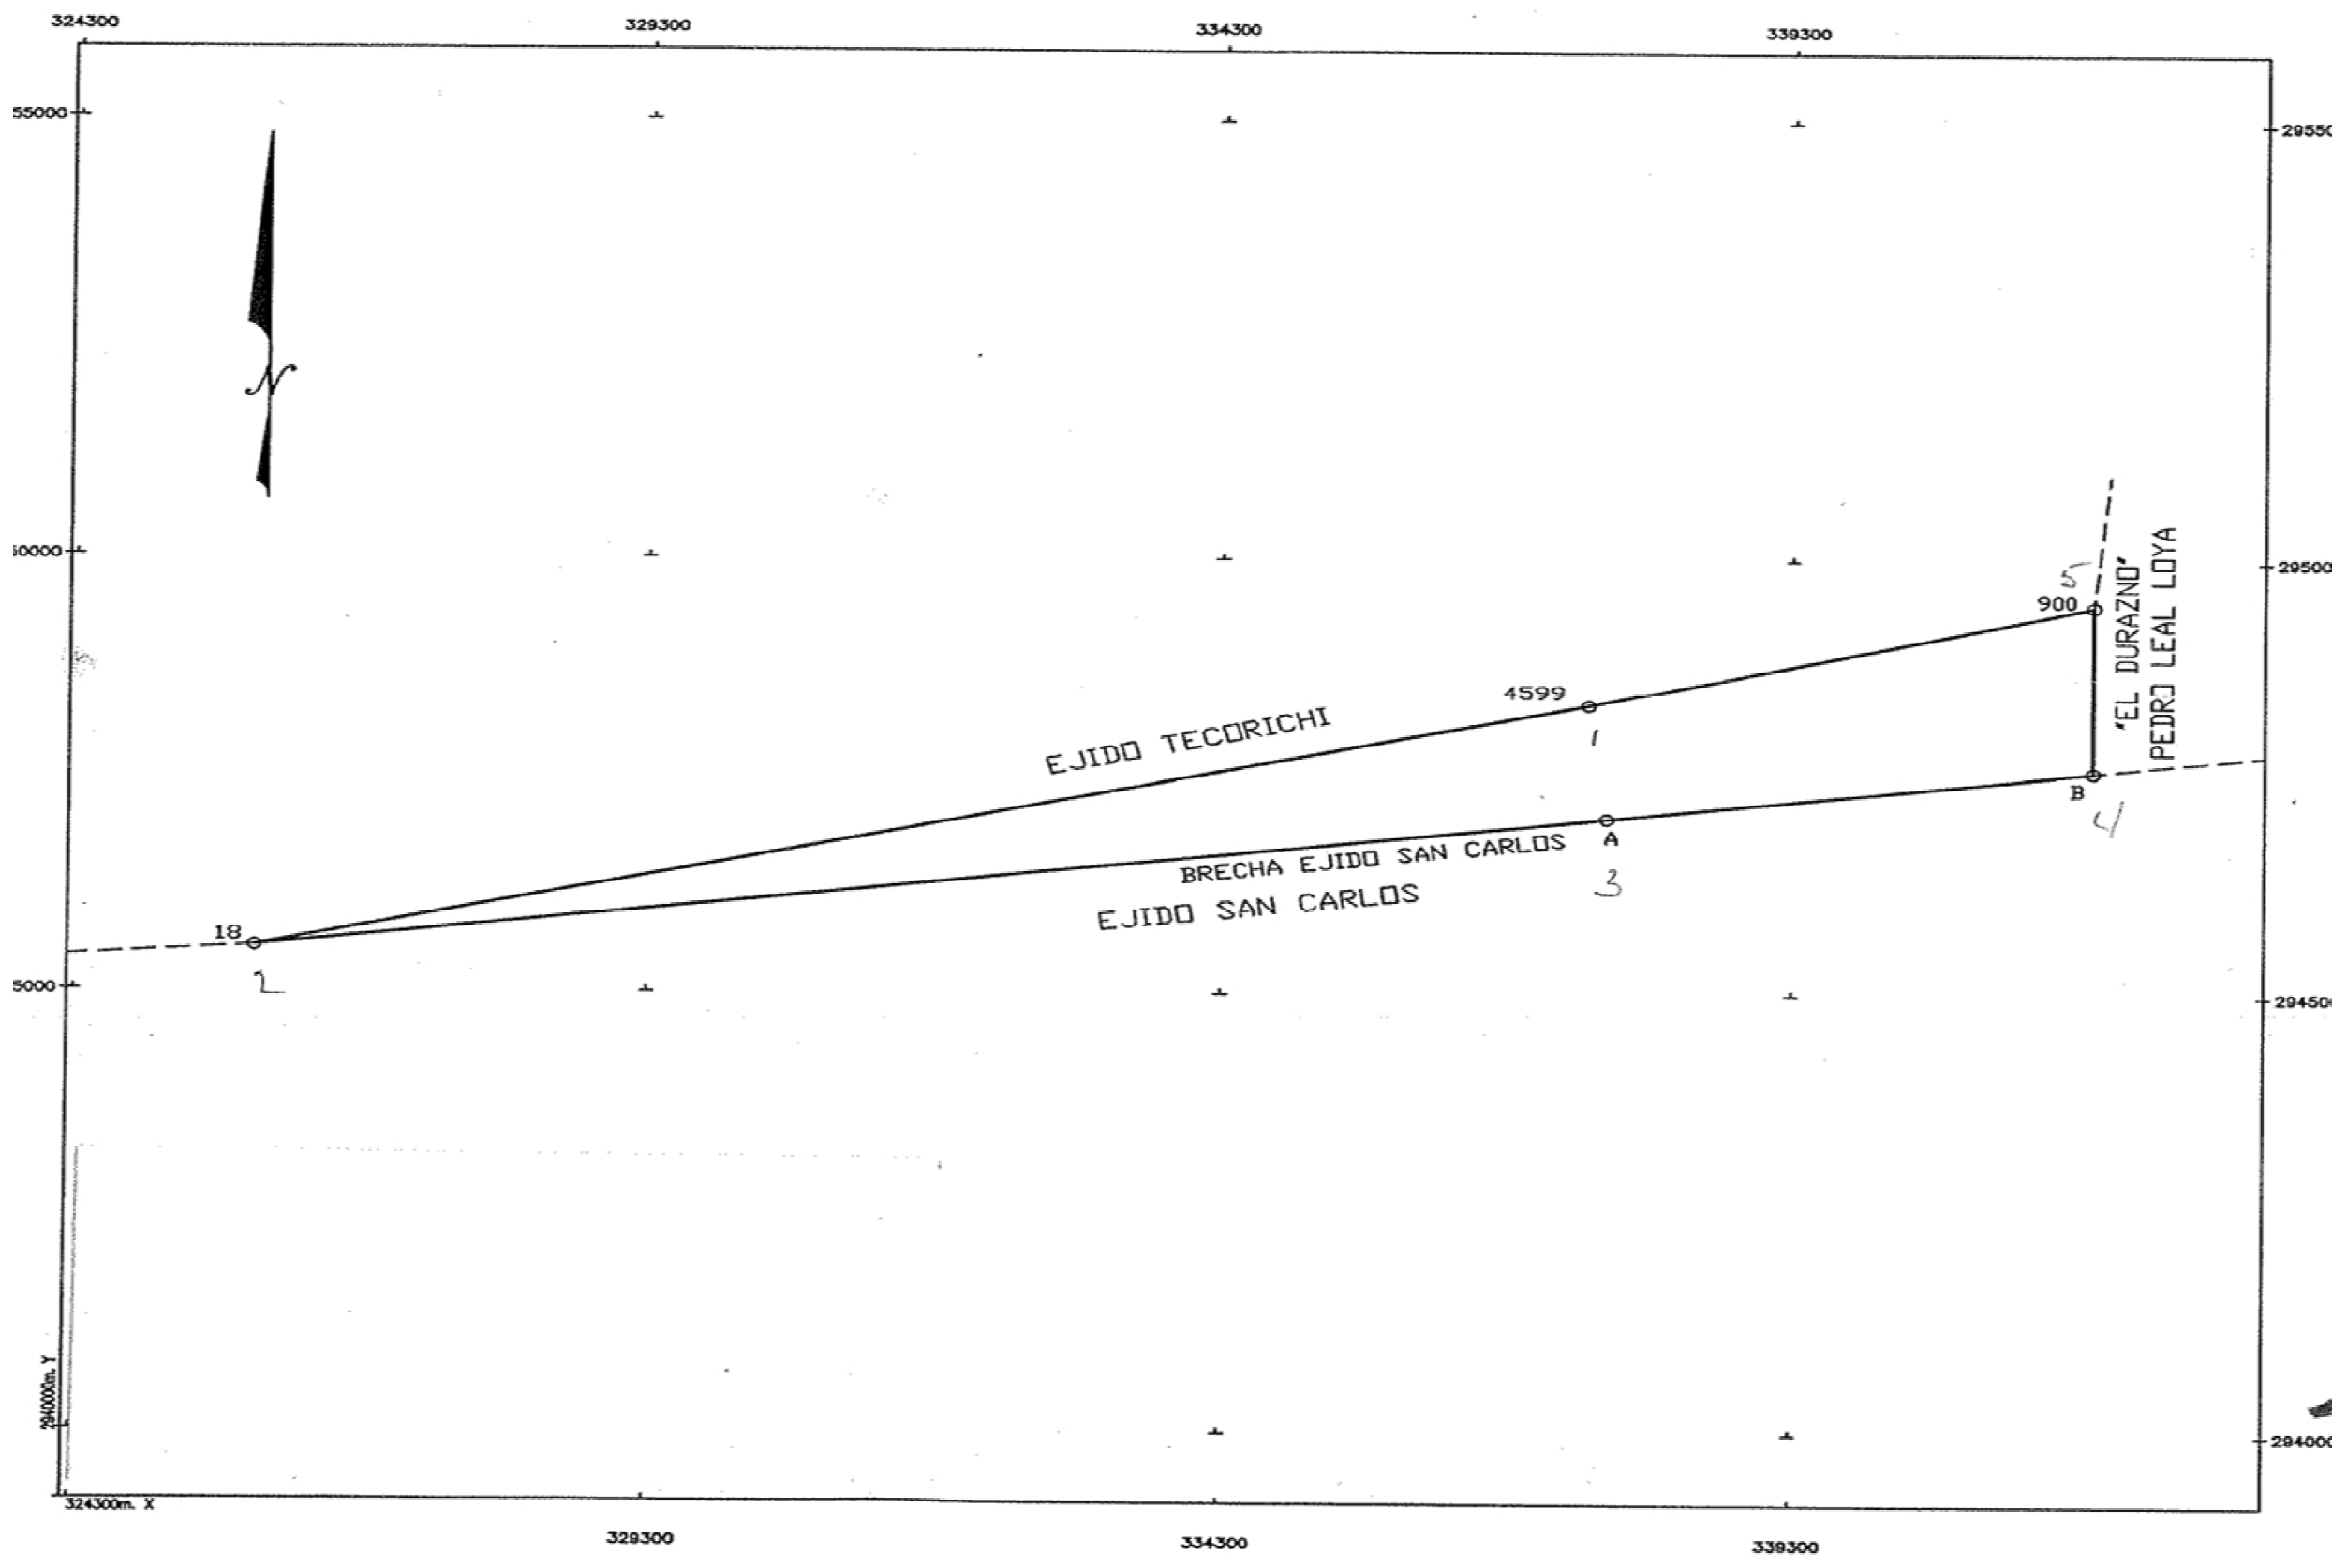 324300
329300
334300
339300
55000
29550
N
0000
29500
5
900
"EL DURAZNO"
PEDRO LEAL LOYA
4599
1
EJIDO TECORICHI
B
4
A
BRECHA EJIDO SAN CARLOS
3
EJIDO SAN CARLOS
18
2
5000
29450
2940000m. Y
294000
324300m. X
329300
334300
339300